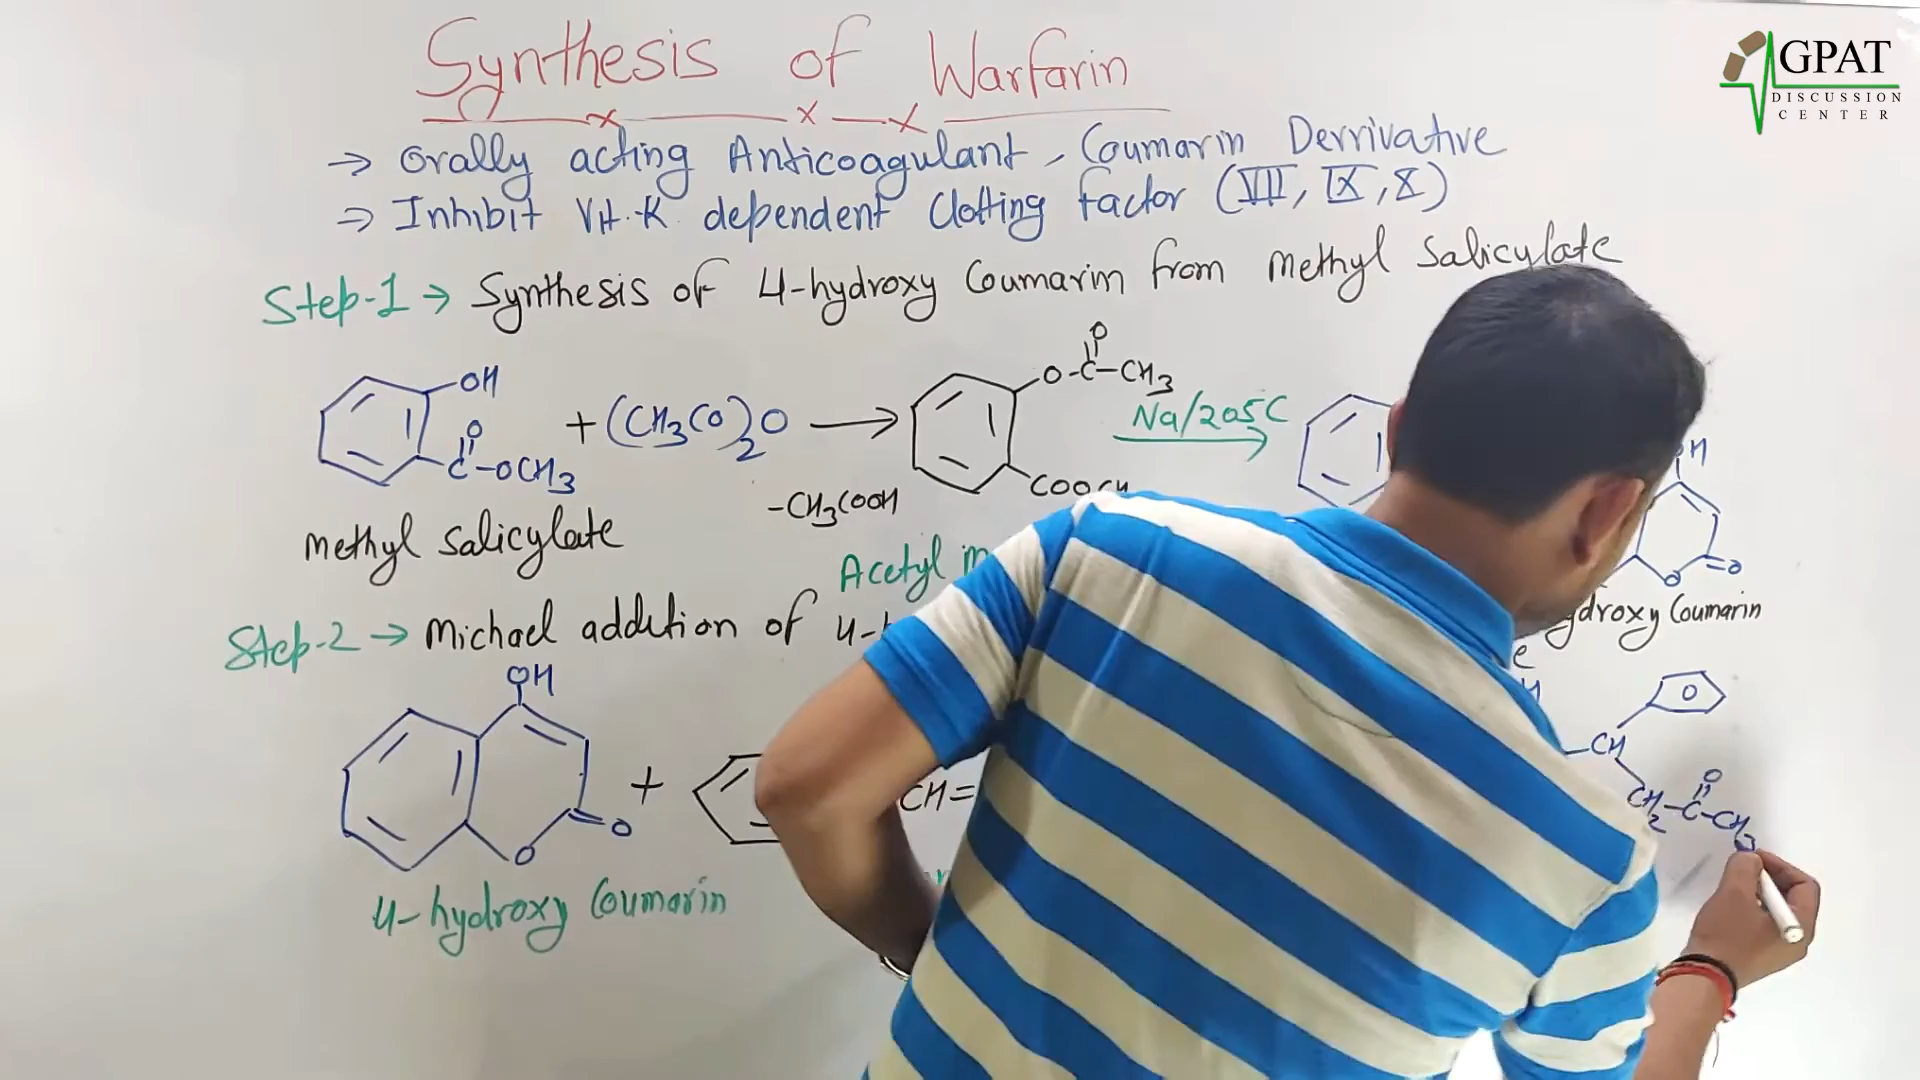 GPAT
DISCUSSION
CENTER
Synthesis of Warfarin
→ Orally acting Anticoagulant, Coumarin Derrivative
⇒ Inhibit Vit.K dependent Clotting factor (VII, IX, X)
Step-1 → Synthesis of 4-hydroxy Coumarin from Methyl Salicylate
OH
O
C-OCH3
+ (CH3CO)2O →
-CH3COOH
O
O-C-CH3
COOCH
Na/205C
OH
O
O
Methyl Salicylate
Acetyl
droxy Coumarin
Step-2 → Michael addition of 4-
OH
O
O
+
CH=
O
CH
O
CH2-C-CH3
4-hydroxy Coumarin